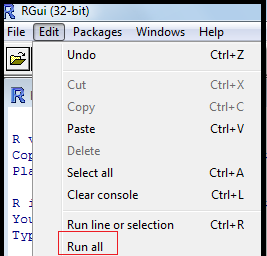 RGui (32-bit)
File Edit Packages Windows Help
Undo Ctrl+Z
Cut Ctrl+X
Copy Ctrl+C
Paste Ctrl+V
Delete
Select all Ctrl+A
Clear console Ctrl+L
Run line or selection Ctrl+R
Run all
R
R v
Cop
Pla
R i
You
Typ